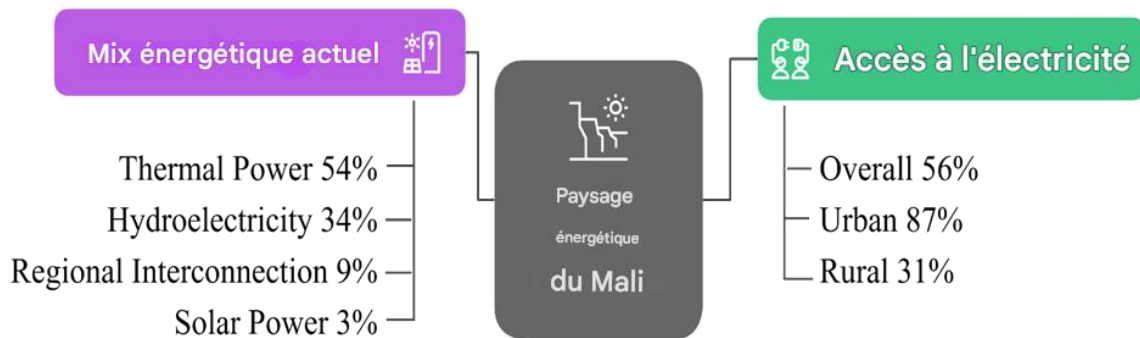 Mix énergétique actuel
Thermal Power 54%
Hydroelectricity 34%
Regional Interconnection 9%
Solar Power 3%
Paysage
énergétique
du Mali
Accès à l'électricité
Overall 56%
Urban 87%
Rural 31%